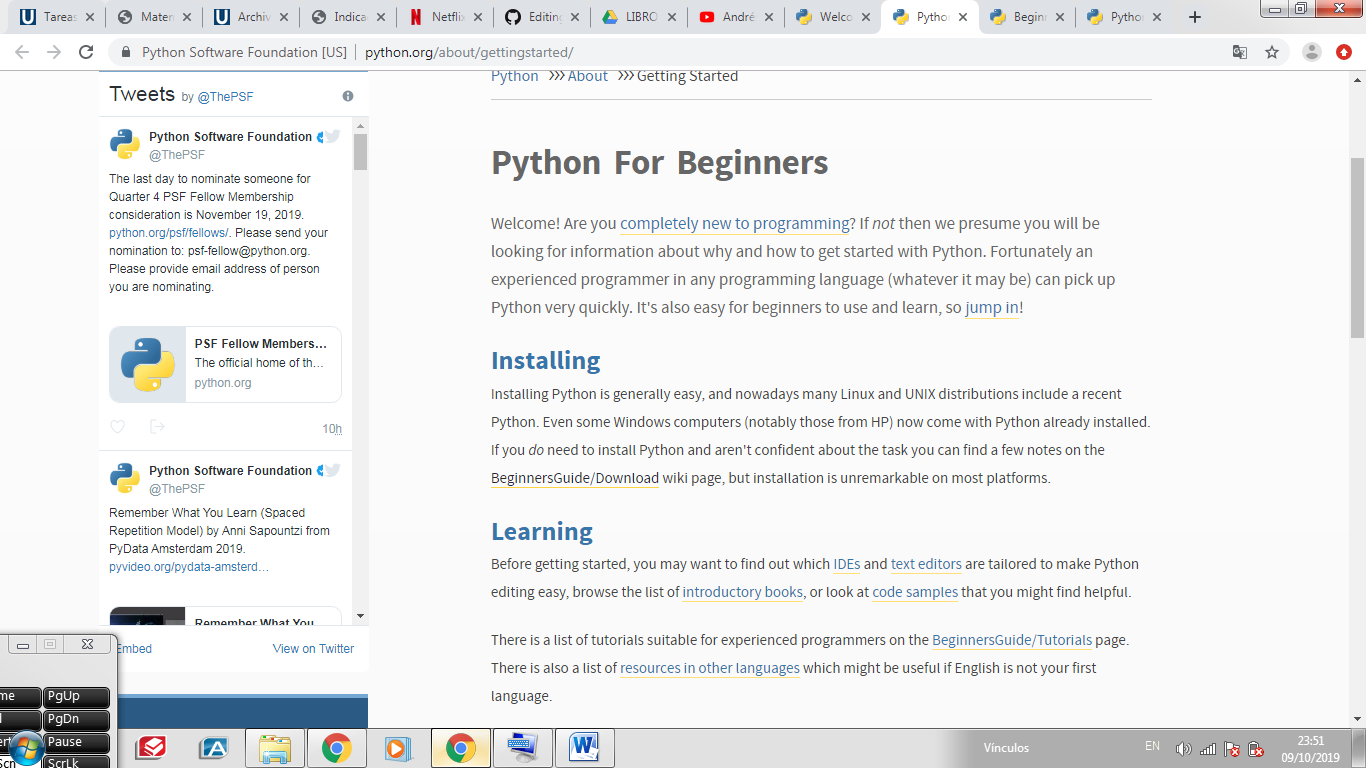 Tareas
Mater
Archiv
Indica
Netflix
Editing
LIBRO
André
Welco
Pytho
Beginn
Pytho
Python Software Foundation [US] | python.org/about/gettingstarted/
Python >>> About >>> Getting Started
Tweets by @ThePSF
Python Software Foundation
@ThePSF
The last day to nominate someone for
Quarter 4 PSF Fellow Membership
consideration is November 19, 2019.
python.org/psf/fellows/. Please send your
nomination to: psf-fellow@python.org.
Please provide email address of person
you are nominating.
PSF Fellow Members…
The official home of th…
python.org
10h
Python Software Foundation
@ThePSF
Remember What You Learn (Spaced
Repetition Model) by Anni Sapountzi from
PyData Amsterdam 2019.
pyvideo.org/pydata-amsterd…
Remember What You
Embed
View on Twitter
Python For Beginners
Welcome! Are you completely new to programming? If not then we presume you will be
looking for information about why and how to get started with Python. Fortunately an
experienced programmer in any programming language (whatever it may be) can pick up
Python very quickly. It's also easy for beginners to use and learn, so jump in!
Installing
Installing Python is generally easy, and nowadays many Linux and UNIX distributions include a recent
Python. Even some Windows computers (notably those from HP) now come with Python already installed.
If you do need to install Python and aren't confident about the task you can find a few notes on the
BeginnersGuide/Download wiki page, but installation is unremarkable on most platforms.
Learning
Before getting started, you may want to find out which IDEs and text editors are tailored to make Python
editing easy, browse the list of introductory books, or look at code samples that you might find helpful.
There is a list of tutorials suitable for experienced programmers on the BeginnersGuide/Tutorials page.
There is also a list of resources in other languages which might be useful if English is not your first
language.
me PgUp
PgDn
Pause
ScrLk
Vínculos
EN
23:51
09/10/2019